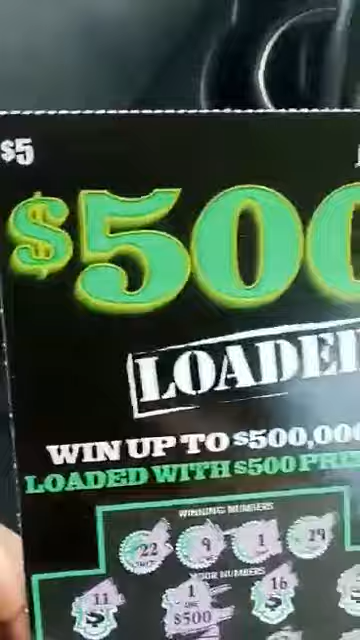 $5
$500
LOADED
WIN UP TO $500,000
LOADED WITH $500
WINNING NUMBERS
22 9 1 29
YOUR NUMBERS
11 1 16
$ $500 $